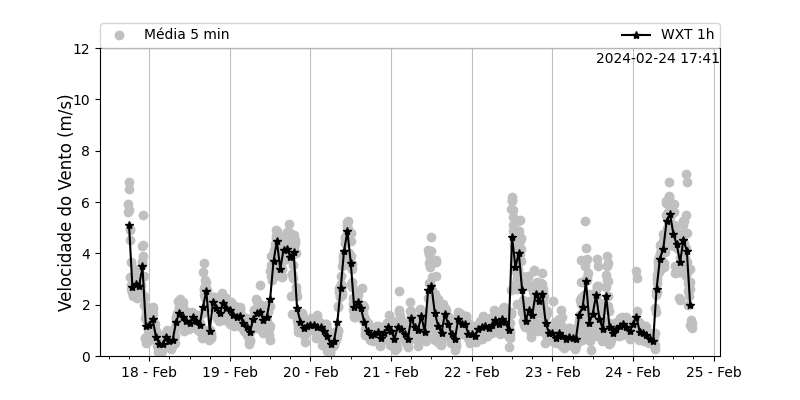 Média 5 min
WXT 1h
2024-02-24 17:41
Velocidade do Vento (m/s)
12
10
8
6
4
2
0
18 - Feb
19 - Feb
20 - Feb
21 - Feb
22 - Feb
23 - Feb
24 - Feb
25 - Feb